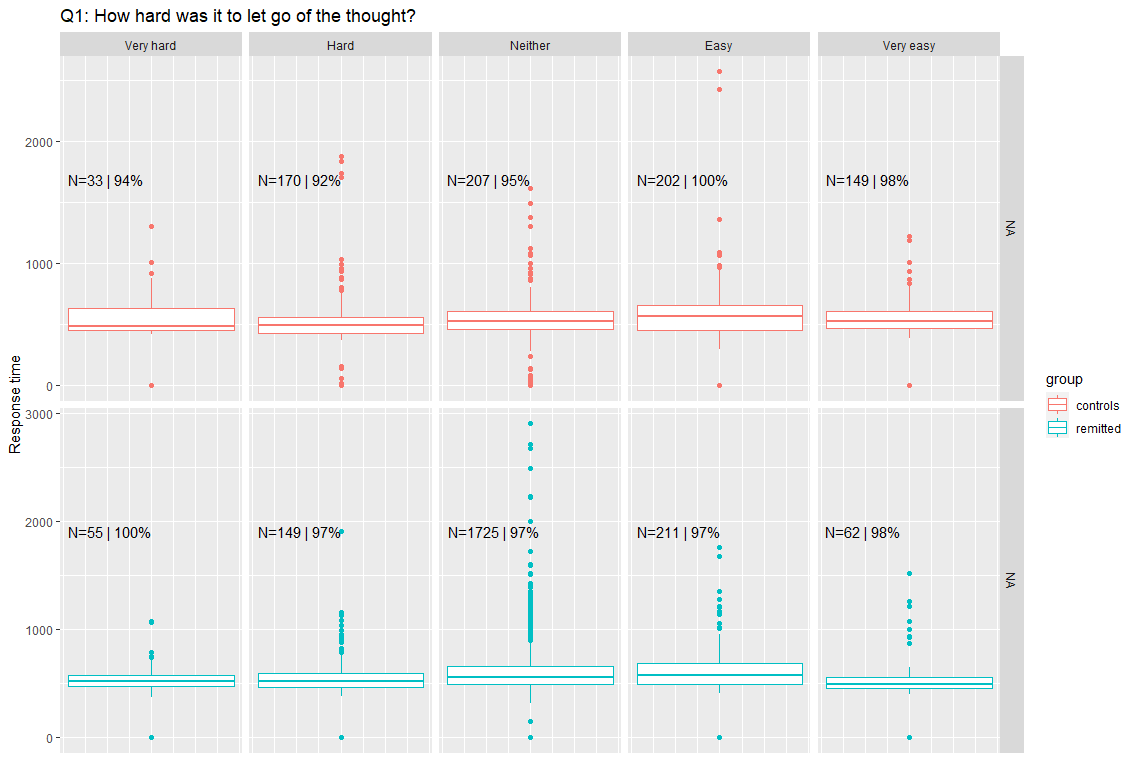 Q1: How hard was it to let go of the thought?
Very hard
Hard
Neither
Easy
Very easy
2000
1000
0
N=33 | 94%
N=170 | 92%
N=207 | 95%
N=202 | 100%
N=149 | 98%
NA
Response time
3000
2000
1000
0
N=55 | 100%
N=149 | 97%
N=1725 | 97%
N=211 | 97%
N=62 | 98%
NA
group
controls
remitted